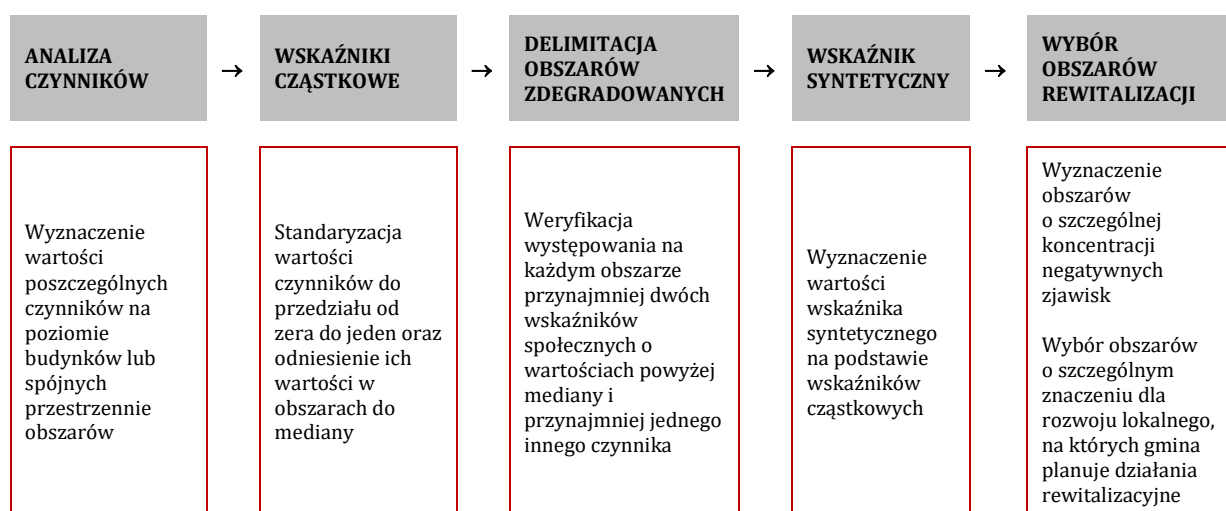 ANALIZA
CZYNNIKÓW
→
WSKAŹNIKI
CZĄSTKOWE
→
DELIMITACJA
OBSZARÓW
ZDEGRADOWANYCH
→
WSKAŹNIK
SYNTETYCZNY
→
WYBÓR
OBSZARÓW
REWITALIZACJI
Wyznaczenie
wartości
poszczególnych
czynników na
poziomie
budynków lub
spójnych
przestrzennie
obszarów
Standaryzacja
wartości
czynników do
przedziału od
zera do jeden oraz
odniesienie ich
wartości w
obszarach do
mediany
Weryfikacja
występowania na
każdym obszarze
przynajmniej dwóch
wskaźników
społecznych o
wartościach powyżej
mediany i
przynajmniej jednego
innego czynnika
Wyznaczenie
wartości
wskaźnika
syntetycznego
na podstawie
wskaźników
cząstkowych
Wyznaczenie
obszarów
o szczególnej
koncentracji
negatywnych
zjawisk
Wybór obszarów
o szczególnym
znaczeniu dla
rozwoju lokalnego,
na których gmina
planuje działania
rewitalizacyjne